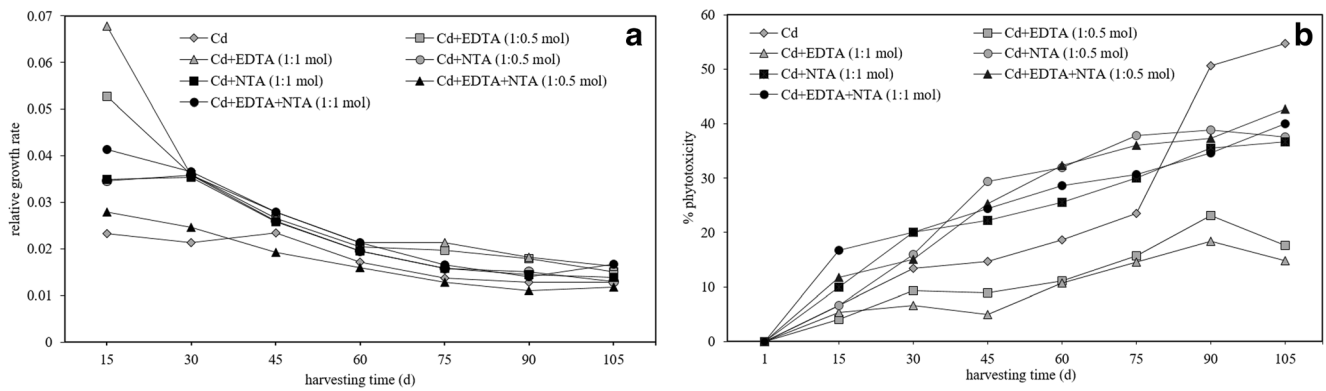 a
relative growth rate
0.07
0.06
0.05
0.04
0.03
0.02
0.01
0
Cd
Cd+EDTA (1:0.5 mol)
Cd+EDTA (1:1 mol)
Cd+NTA (1:0.5 mol)
Cd+NTA (1:1 mol)
Cd+EDTA+NTA (1:0.5 mol)
Cd+EDTA+NTA (1:1 mol)
15 30 45 60 75 90 105
harvesting time (d)
b
% phytotoxicity
60
50
40
30
20
10
0
Cd
Cd+EDTA (1:0.5 mol)
Cd+EDTA (1:1 mol)
Cd+NTA (1:0.5 mol)
Cd+NTA (1:1 mol)
Cd+EDTA+NTA (1:0.5 mol)
Cd+EDTA+NTA (1:1 mol)
1 15 30 45 60 75 90 105
harvesting time (d)